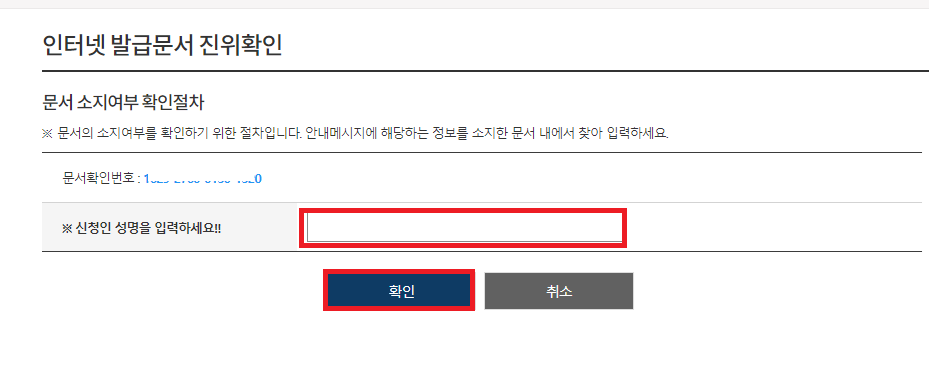 인터넷 발급문서 진위확인
문서 소지여부 확인절차
※ 문서의 소지여부를 확인하기 위한 절차입니다. 안내메시지에 해당하는 정보를 소지한 문서 내에서 찾아 입력하세요.
문서확인번호 :
※ 신청인 성명을 입력하세요!!
확인
취소